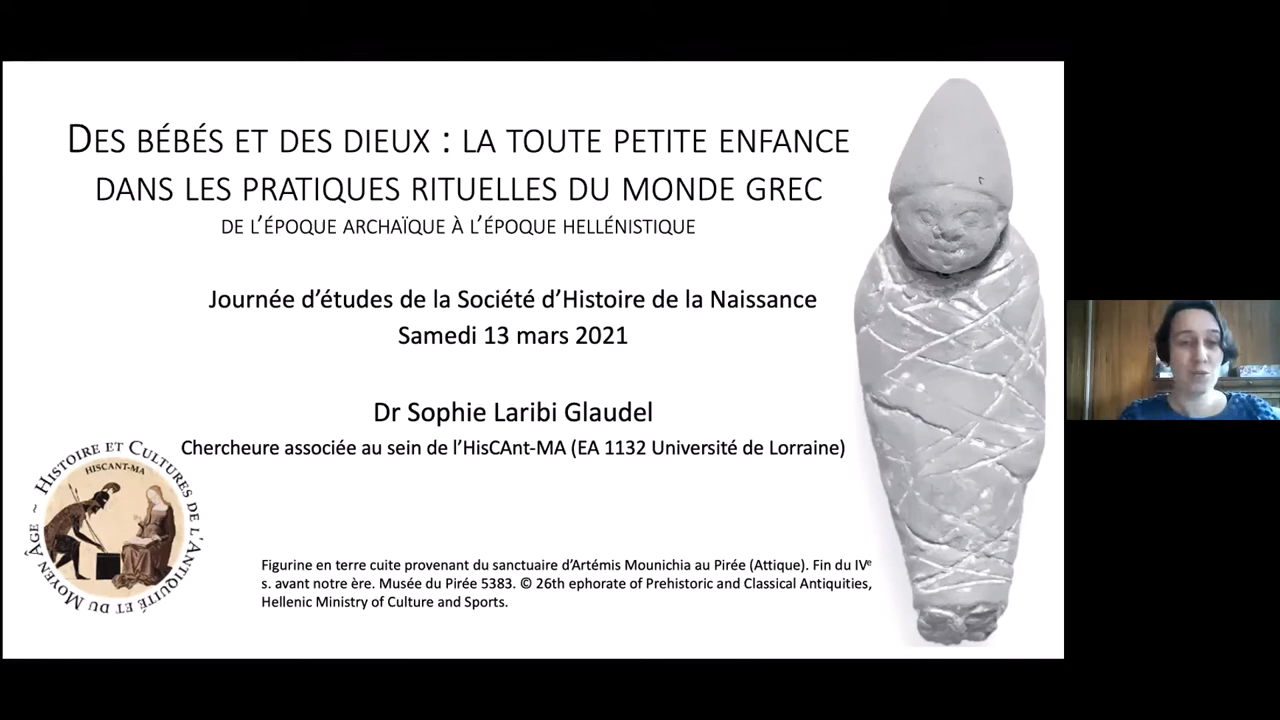 DES BÉBÉS ET DES DIEUX : LA TOUTE PETITE ENFANCE
DANS LES PRATIQUES RITUELLES DU MONDE GREC
DE L'ÉPOQUE ARCHAÏQUE À L'ÉPOQUE HELLÉNISTIQUE
Journée d'études de la Société d'Histoire de la Naissance
Samedi 13 mars 2021
Dr Sophie Laribi Glaudel
Chercheure associée au sein de l'HisCAnt-MA (EA 1132 Université de Lorraine)
HISTOIRE ET CULTURES DE L'ANTIQUITÉ ET DU MOYEN ÂGE ~
HISCANT-MA
Figurine en terre cuite provenant du sanctuaire d'Artémis Mounichia au Pirée (Attique). Fin du IVe
s. avant notre ère. Musée du Pirée 5383. © 26th ephorate of Prehistoric and Classical Antiquities,
Hellenic Ministry of Culture and Sports.